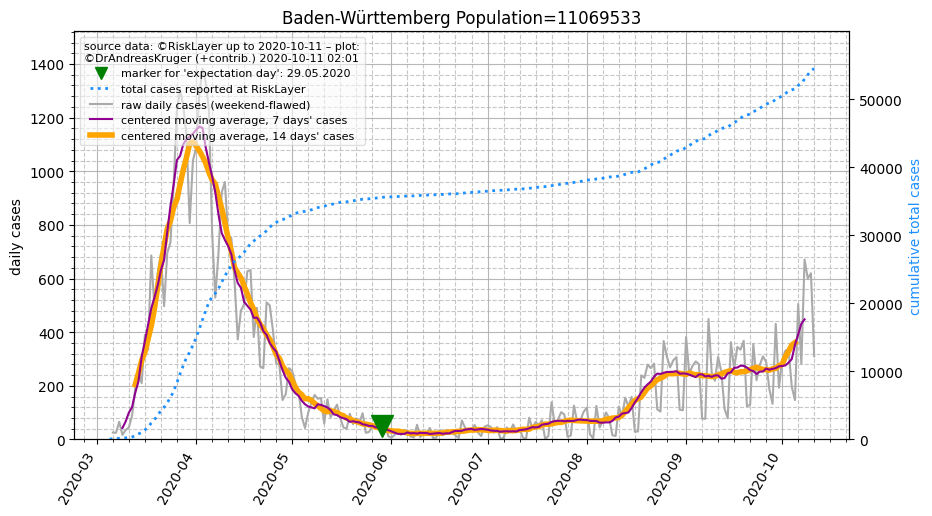 Baden-Württemberg Population=11069533
source data: ©RiskLayer up to 2020-10-11 – plot:
©DrAndreasKruger (+contrib.) 2020-10-11 02:01
marker for 'expectation day': 29.05.2020
total cases reported at RiskLayer
raw daily cases (weekend-flawed)
centered moving average, 7 days' cases
centered moving average, 14 days' cases
daily cases
1400
1200
1000
800
600
400
200
0
cumulative total cases
50000
40000
30000
20000
10000
0
2020-03
2020-04
2020-05
2020-06
2020-07
2020-08
2020-09
2020-10